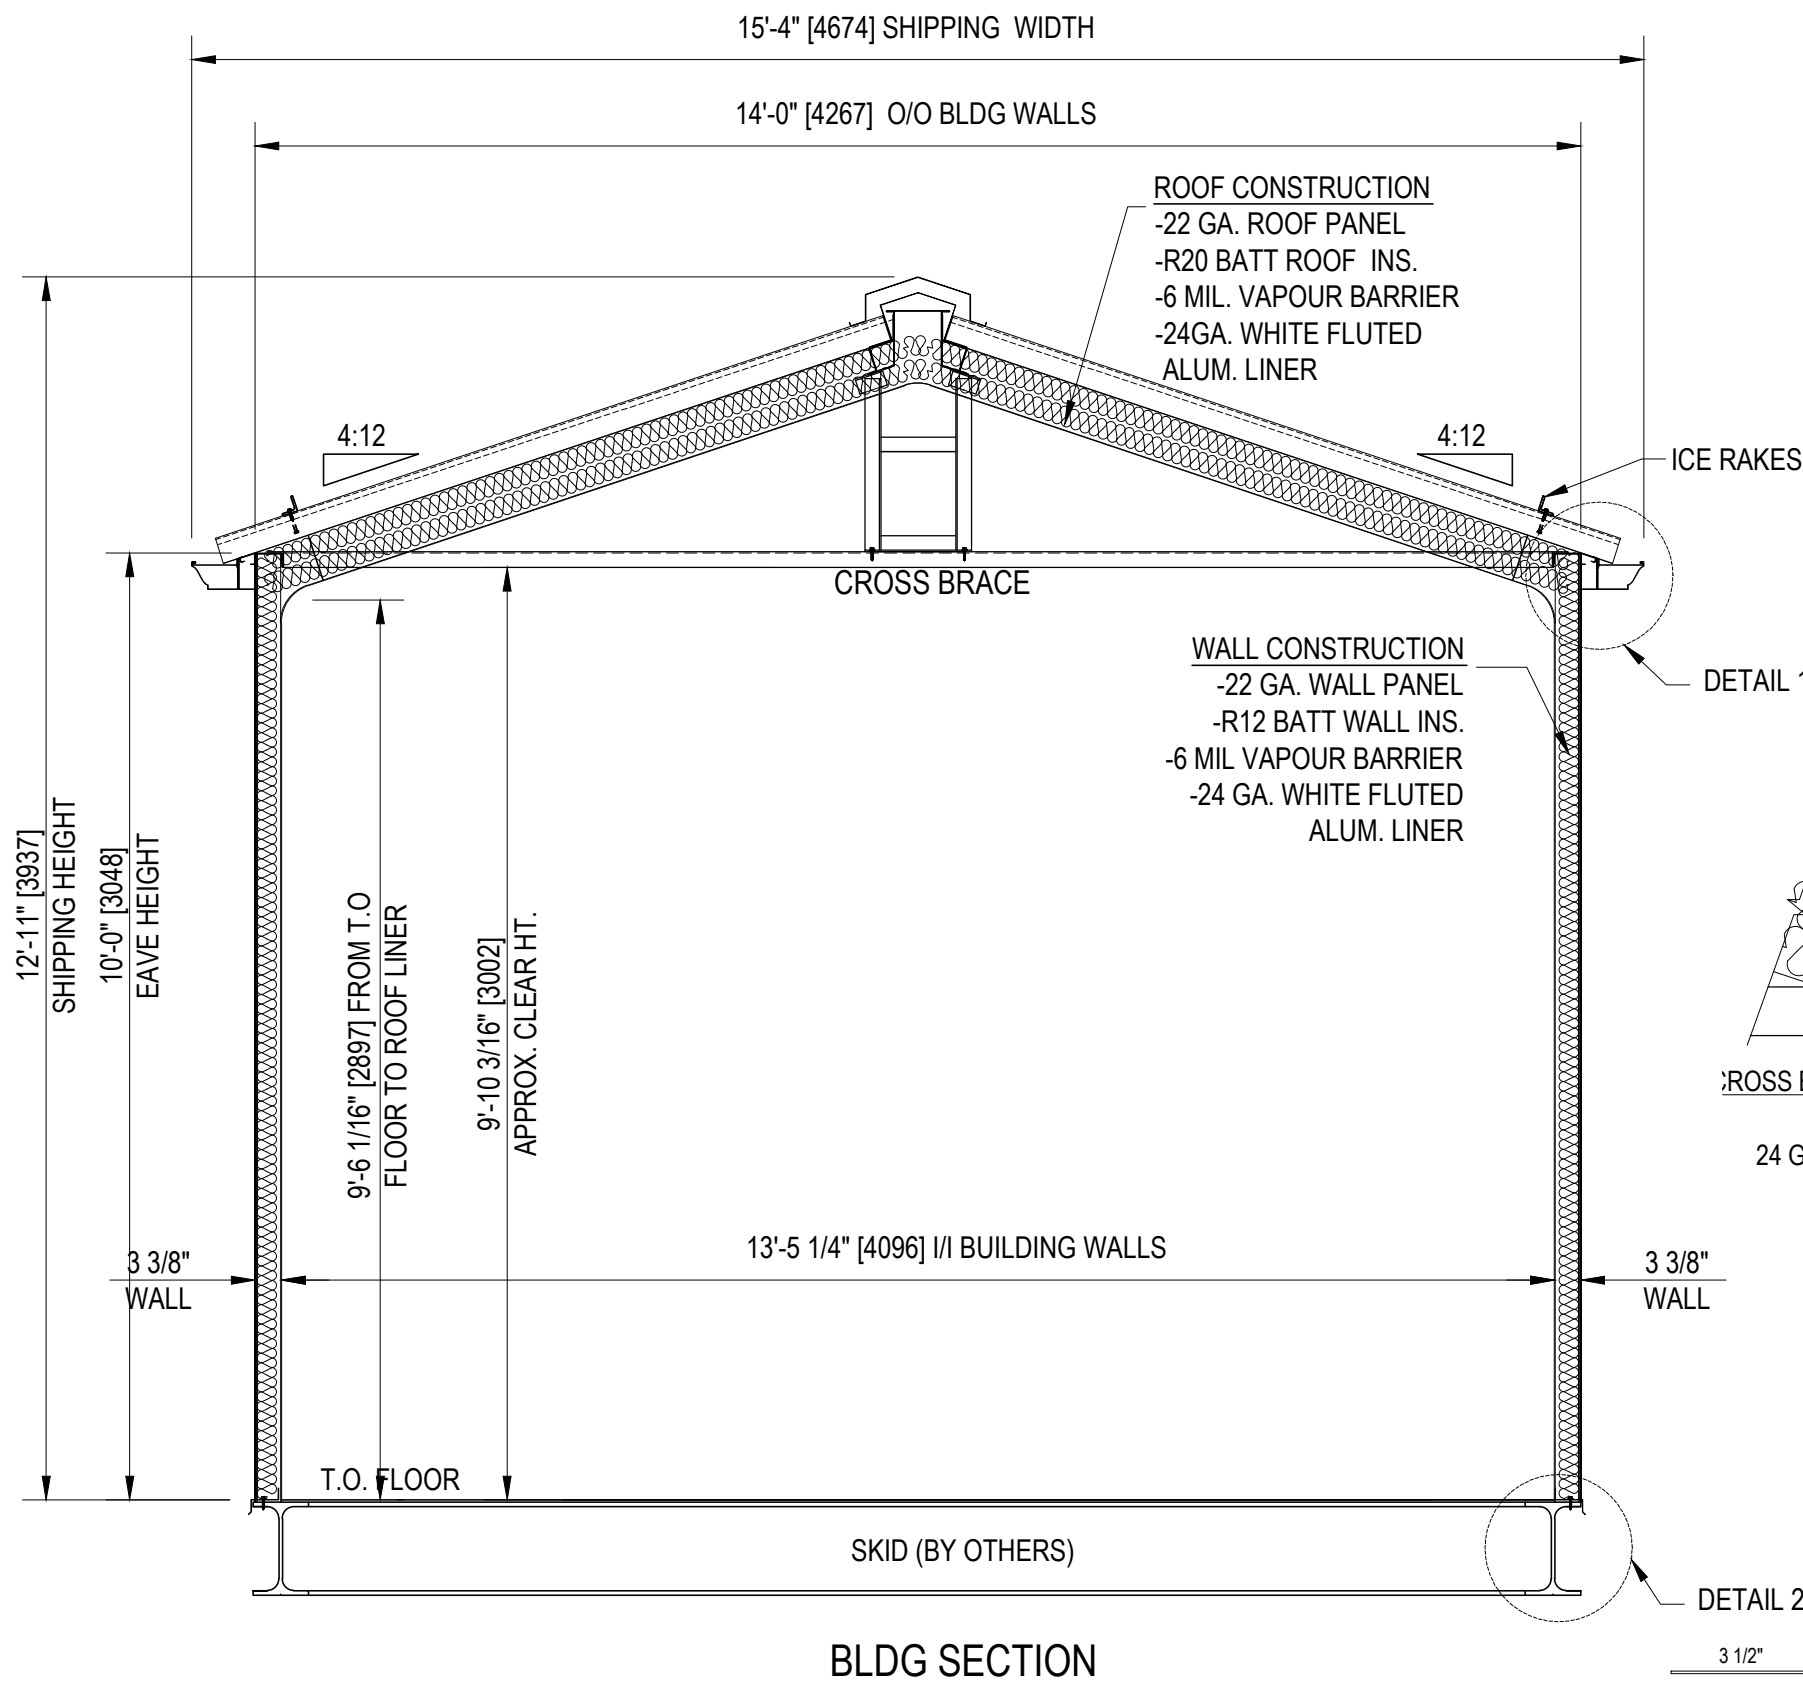 15'-4" [4674] SHIPPING  WIDTH
14'-0" [4267]  O/O BLDG WALLS
ROOF CONSTRUCTION
-22 GA. ROOF PANEL
-R20 BATT ROOF  INS.
-6 MIL. VAPOUR BARRIER
-24GA. WHITE FLUTED
ALUM. LINER
4:12
4:12
ICE RAKES
CROSS BRACE
DETAIL 1
WALL CONSTRUCTION
-22 GA. WALL PANEL
-R12 BATT WALL INS.
-6 MIL VAPOUR BARRIER
-24 GA. WHITE FLUTED
ALUM. LINER
12'-11" [3937]
SHIPPING HEIGHT
10'-0" [3048]
EAVE HEIGHT
9'-6 1/16" [2897] FROM T.O
FLOOR TO ROOF LINER
9'-10 3/16" [3002]
APPROX. CLEAR HT.
CROSS
24 G
3 3/8"
WALL
13'-5 1/4" [4096] I/I BUILDING WALLS
3 3/8"
WALL
T.O. FLOOR
SKID (BY OTHERS)
DETAIL 2
BLDG SECTION
3 1/2"